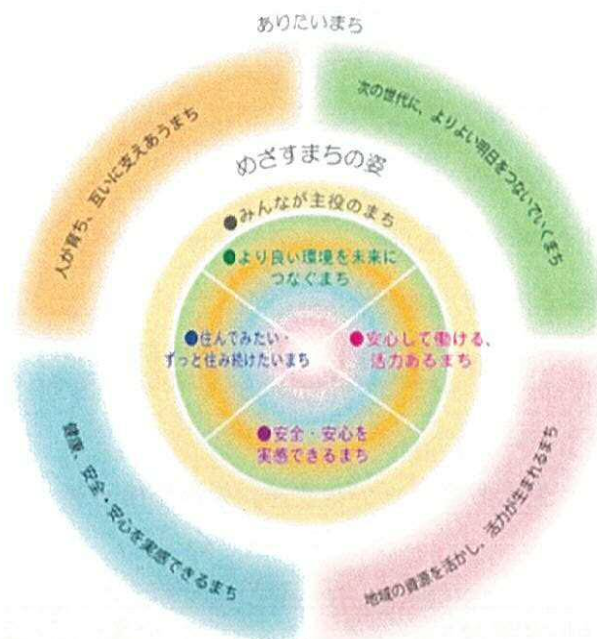 ありたいまち
人が育ち、互いに支えあうまち
次の世代に、よりよい明日をつないでいくまち
めざすまちの姿
●みんなが主役のまち
●より良い環境を未来に
つなぐまち
●住んでみたい・
ずっと住み続けたいまち
●安心して働ける、
活力あるまち
●安全・安心を
実感できるまち
健康、安全・安心を実感できるまち
地域の資源を活かし、活力が生まれるまち